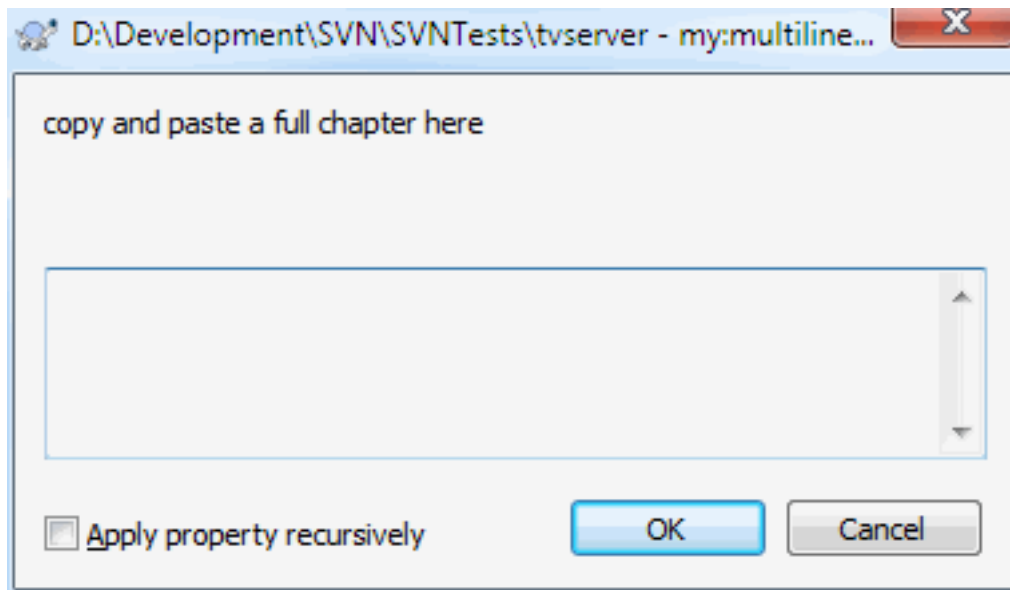 D:\Development\SVN\SVNTests\tvserver - my:multiline...
copy and paste a full chapter here
Apply property recursively
OK
Cancel